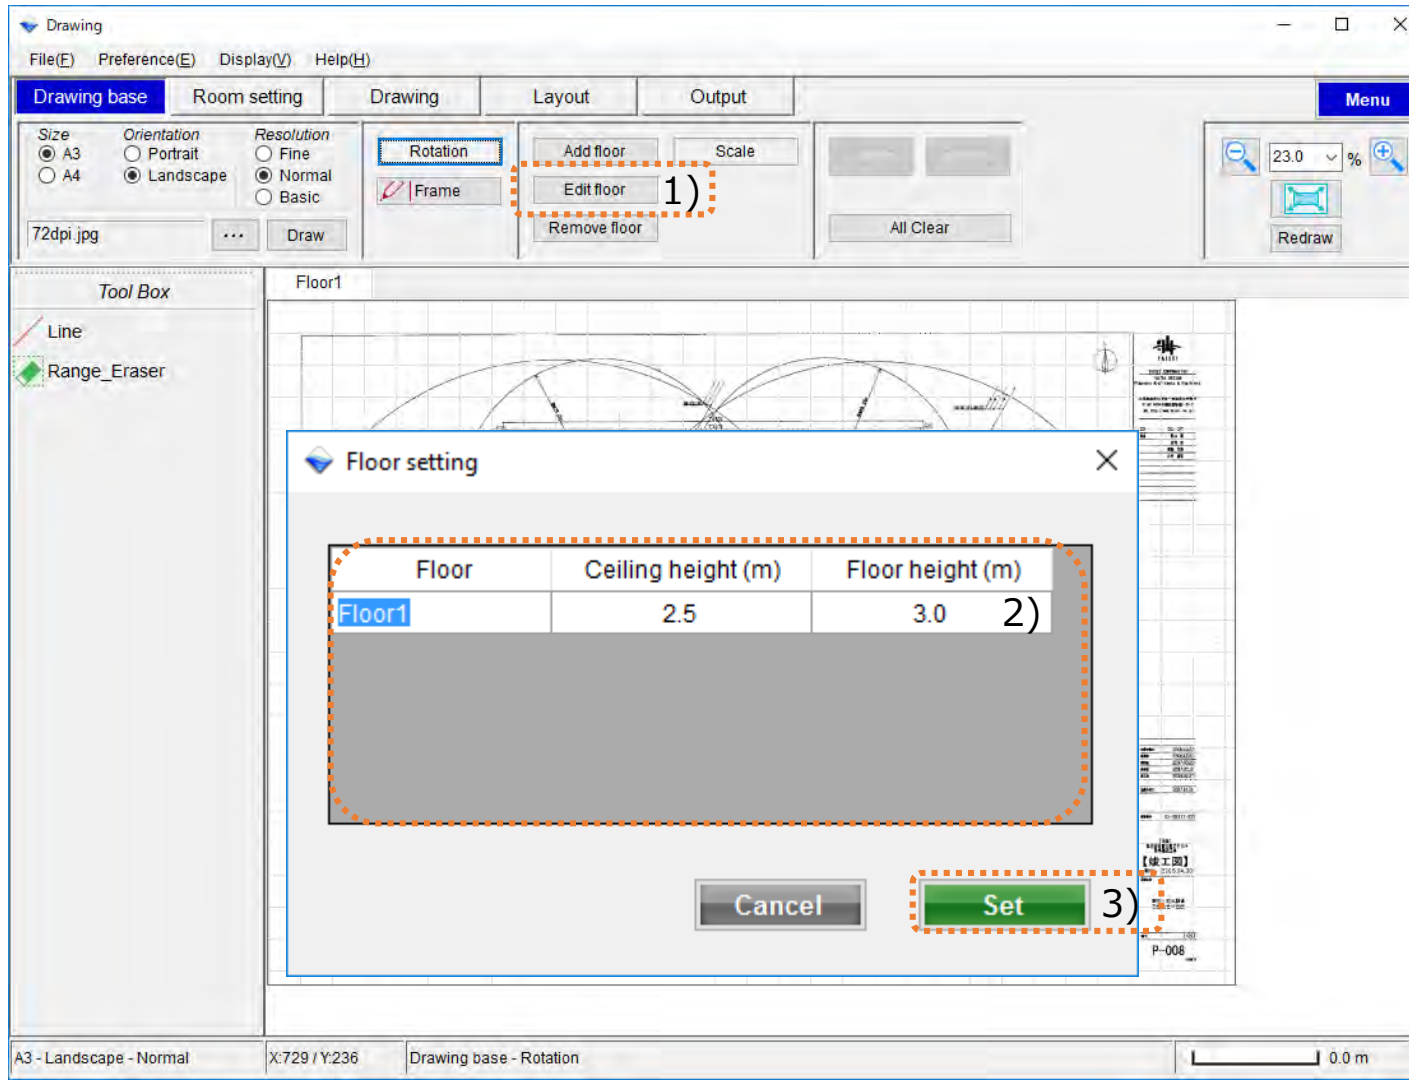 Drawing
File(F) Preference(E) Display(V) Help(H)
Drawing base Room setting Drawing Layout Output Menu
Size Orientation Resolution
A3 Portrait Fine
A4 Landscape Normal
Basic
72dpi.jpg ... Draw
Rotation
Frame
Add floor Scale
Edit floor 1)
Remove floor
All Clear
23.0 %
Redraw
Tool Box
Line
Range_Eraser
Floor1
Floor setting
Floor Ceiling height (m) Floor height (m)
Floor1 2.5 3.0 2)
Cancel Set 3)
【竣工図】
P-008
A3 - Landscape - Normal X:729 / Y:236 Drawing base - Rotation 0.0 m